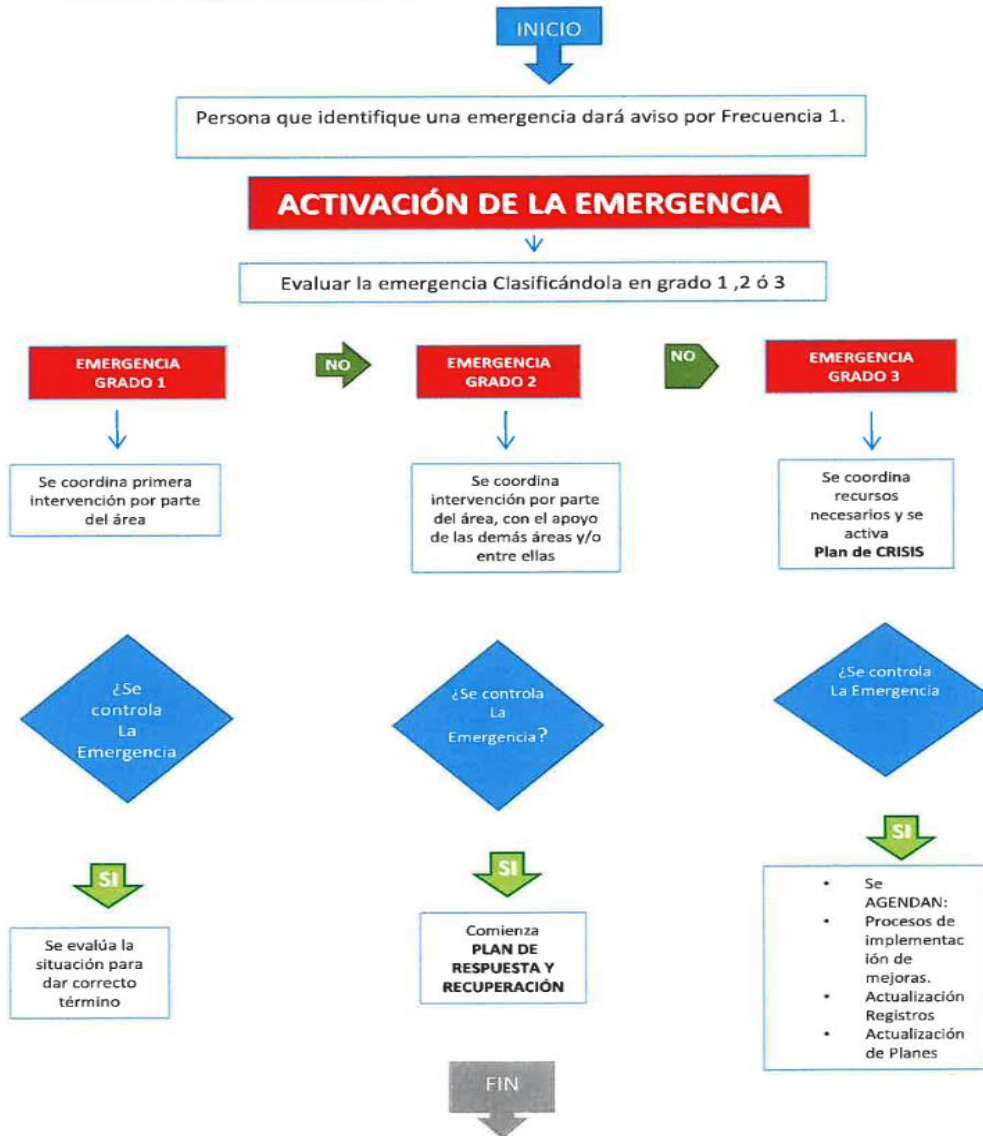 INICIO
Persona que identifique una emergencia dará aviso por Frecuencia 1.
ACTIVACIÓN DE LA EMERGENCIA
Evaluar la emergencia Clasificándola en grado 1 ,2 ó 3
EMERGENCIA
GRADO 1
NO
EMERGENCIA
GRADO 2
NO
EMERGENCIA
GRADO 3
Se coordina primera
intervención por parte
del área
Se coordina
intervención por parte
del área, con el apoyo
de las demás áreas y/o
entre ellas
Se coordina
recursos
necesarios y se
activa
Plan de CRISIS
¿Se
controla
La
Emergencia
¿Se controla
La
Emergencia?
¿Se controla
La Emergencia
SI
SI
SI
Se evalúa la
situación para
dar correcto
término
Comienza
PLAN DE
RESPUESTA Y
RECUPERACIÓN
• Se
AGENDAN:
• Procesos de
implementac
ión de
mejoras.
• Actualización
Registros
• Actualización
de Planes
FIN